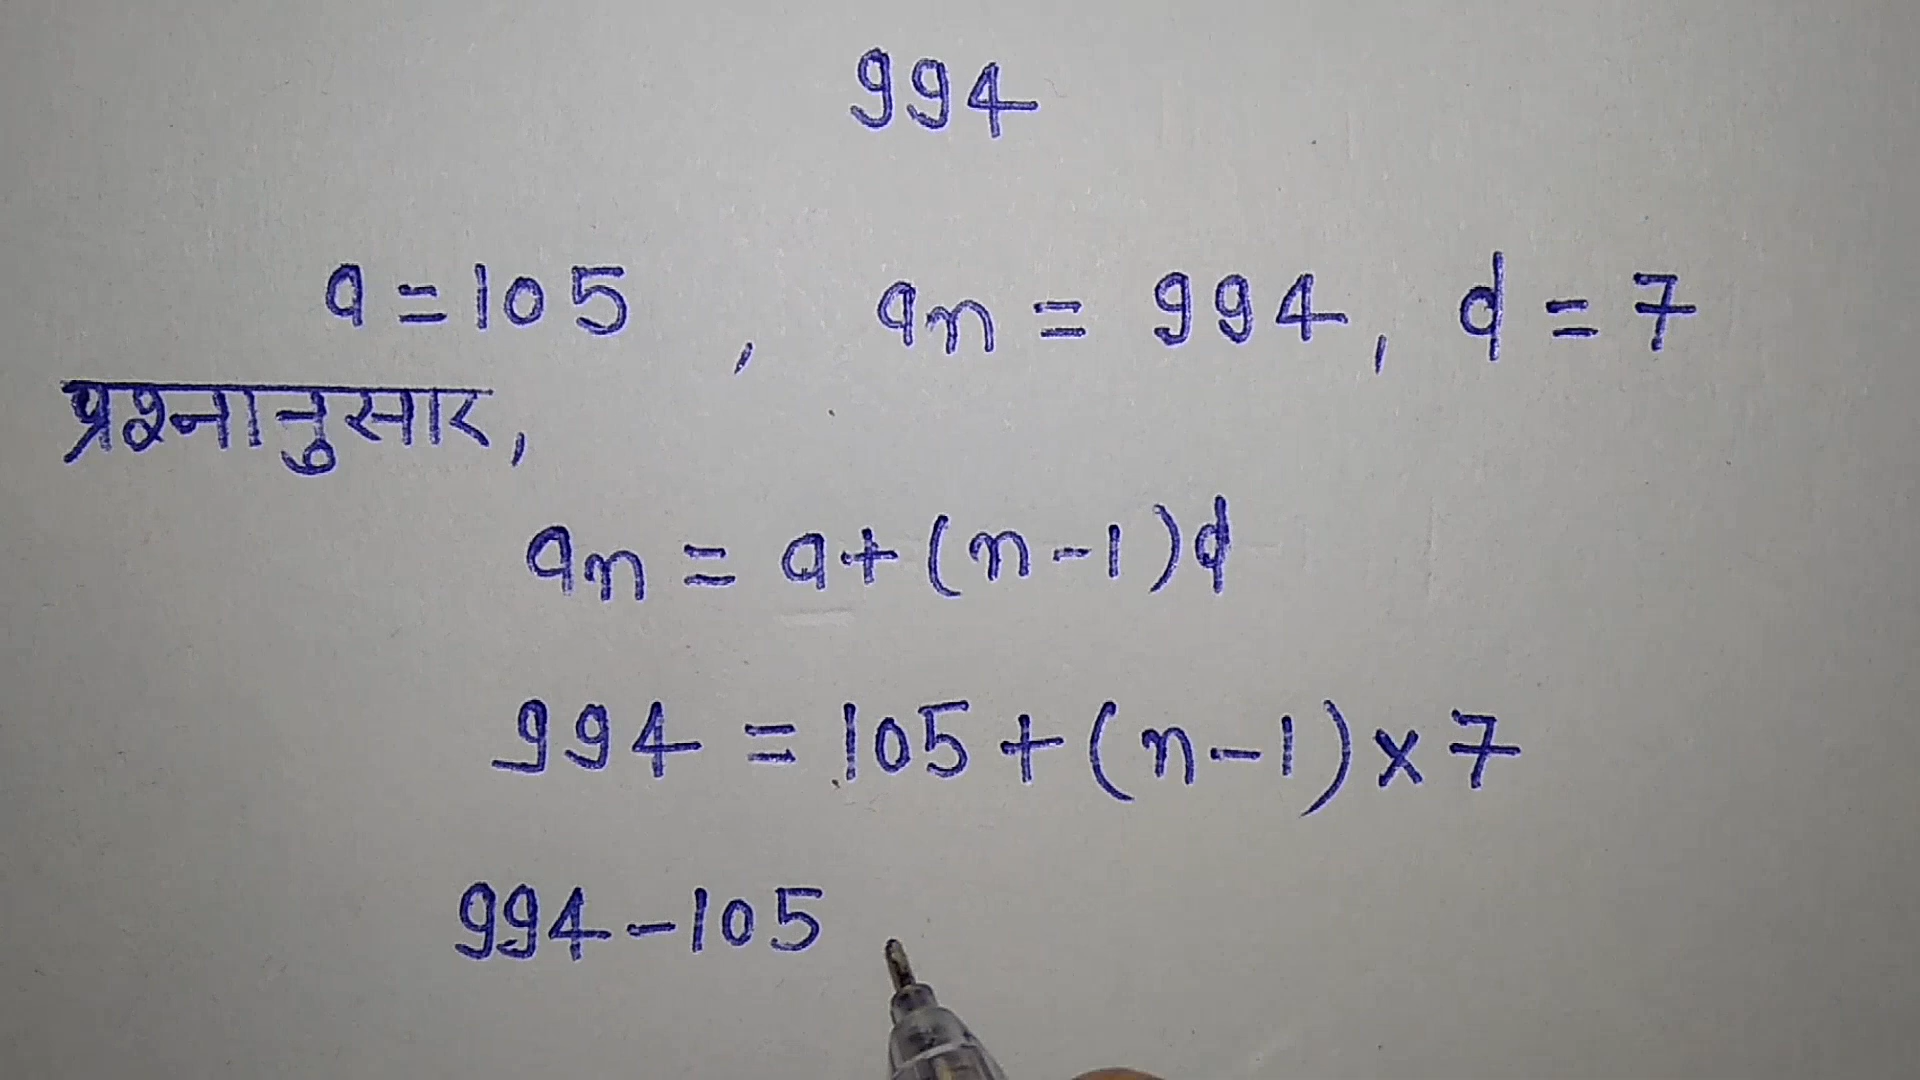 994
a = 105 , an = 994, d = 7
प्रश्नानुसार,
an = a + (n - 1) d
994 = 105 + (n - 1) × 7
994 - 105